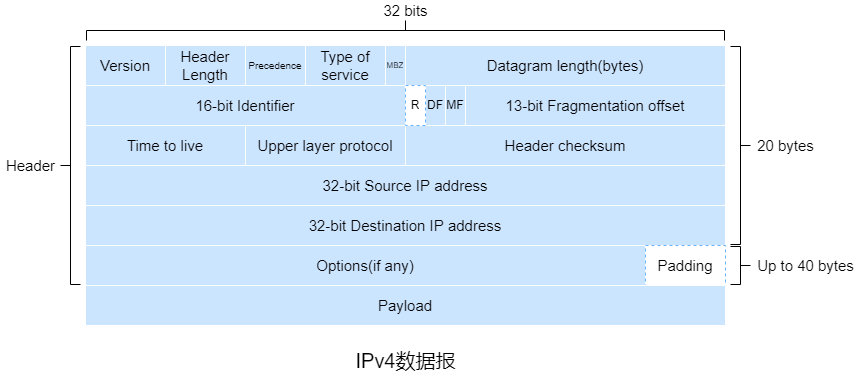 32 bits
Version
Header
Length
Precedence
Type of
service
MBZ
Datagram length(bytes)
16-bit Identifier
R
DF
MF
13-bit Fragmentation offset
Time to live
Upper layer protocol
Header checksum
Header
20 bytes
32-bit Source IP address
32-bit Destination IP address
Options(if any)
Padding
Up to 40 bytes
Payload
IPv4数据报